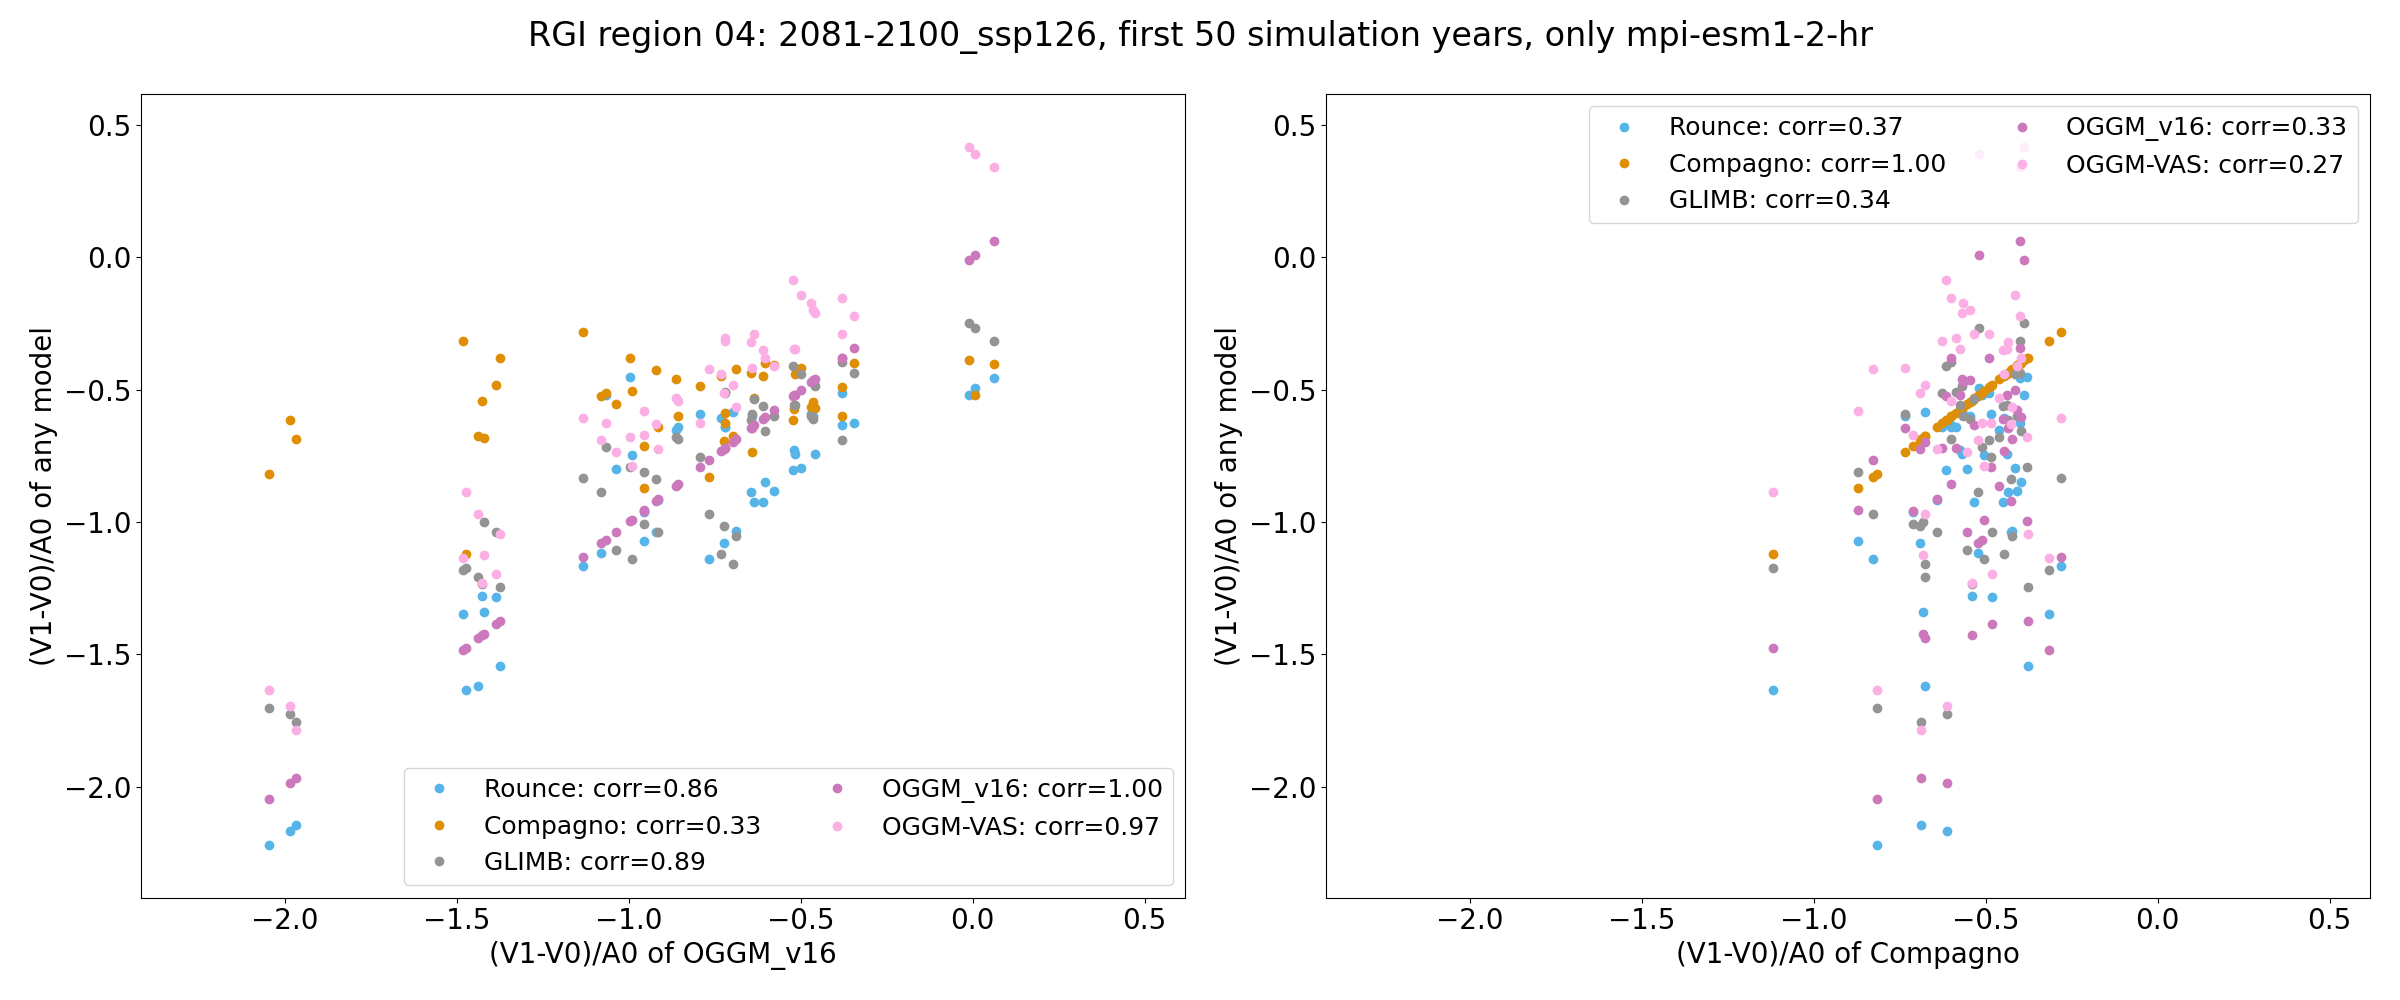 RGI region 04: 2081-2100_ssp126, first 50 simulation years, only mpi-esm1-2-hr
(V1-V0)/A0 of any model
0.5
0.0
−0.5
−1.0
−1.5
−2.0
Rounce: corr=0.86
Compagno: corr=0.33
GLIMB: corr=0.89
OGGM_v16: corr=1.00
OGGM-VAS: corr=0.97
−2.0 −1.5 −1.0 −0.5 0.0 0.5
(V1-V0)/A0 of OGGM_v16
(V1-V0)/A0 of any model
0.5
0.0
−0.5
−1.0
−1.5
−2.0
Rounce: corr=0.37
Compagno: corr=1.00
GLIMB: corr=0.34
OGGM_v16: corr=0.33
OGGM-VAS: corr=0.27
−2.0 −1.5 −1.0 −0.5 0.0 0.5
(V1-V0)/A0 of Compagno